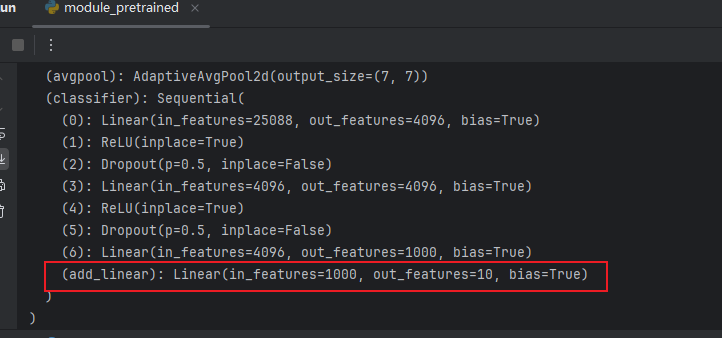 un
module_pretrained
(avgpool): AdaptiveAvgPool2d(output_size=(7, 7))
(classifier): Sequential(
(0): Linear(in_features=25088, out_features=4096, bias=True)
(1): ReLU(inplace=True)
(2): Dropout(p=0.5, inplace=False)
(3): Linear(in_features=4096, out_features=4096, bias=True)
(4): ReLU(inplace=True)
(5): Dropout(p=0.5, inplace=False)
(6): Linear(in_features=4096, out_features=1000, bias=True)
(add_linear): Linear(in_features=1000, out_features=10, bias=True)
)
)